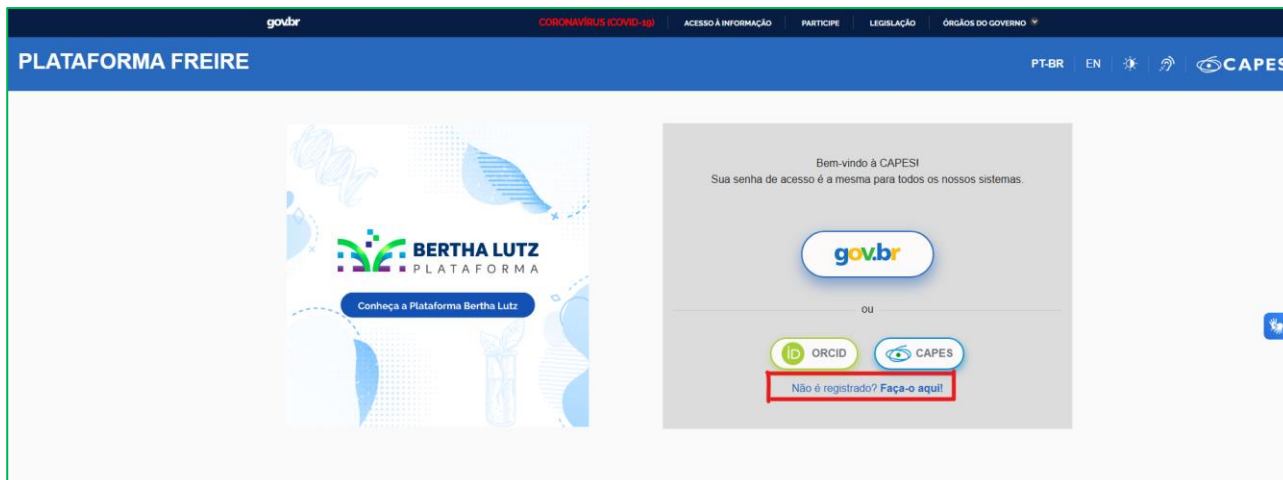 gov.br
CORONAVÍRUS (COVID-19) ACESSO À INFORMAÇÃO PARTICIPE LEGISLAÇÃO ÓRGÃOS DO GOVERNO
PLATAFORMA FREIRE
PT-BR EN CAPES
Bem-vindo à CAPES!
Sua senha de acesso é a mesma para todos os nossos sistemas.
BERTHA LUTZ
PLATAFORMA
Conheça a Plataforma Bertha Lutz
gov.br
ou
iD ORCID CAPES
Não é registrado? Faça-o aqui!